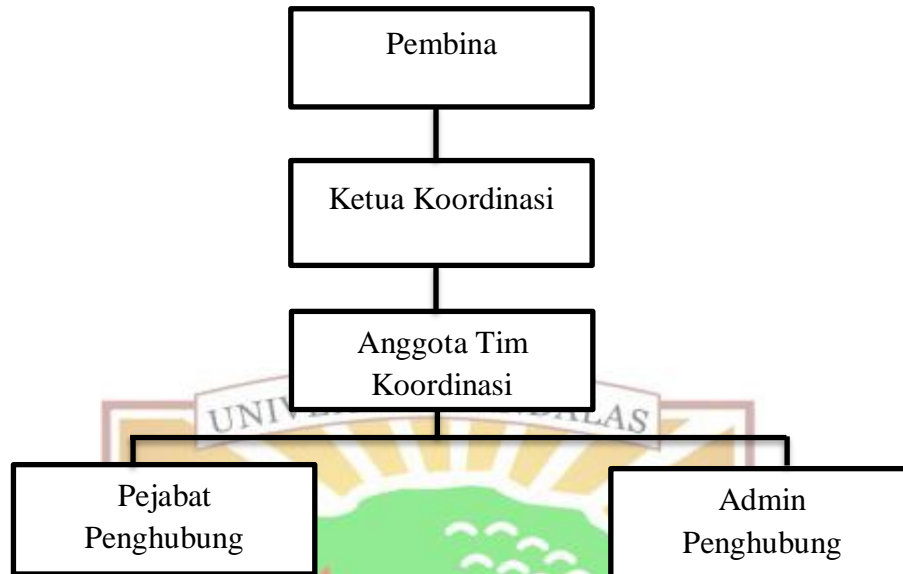 Pembina
Ketua Koordinasi
Anggota Tim
Koordinasi
Pejabat
Penghubung
Admin
Penghubung